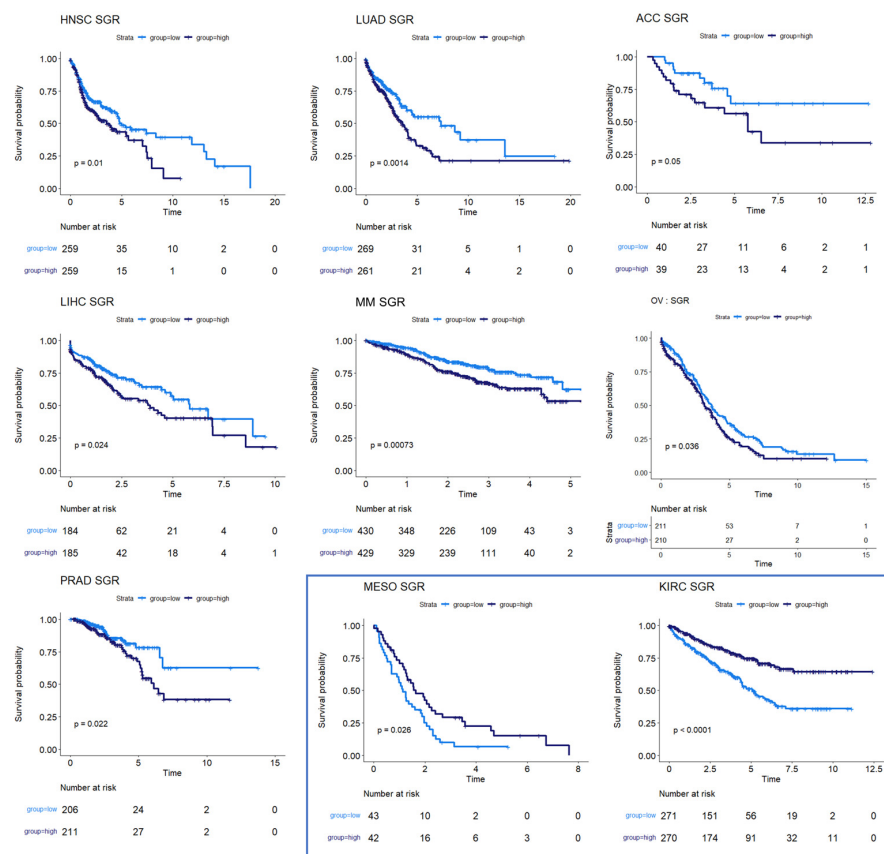 HNSC SGR
Strata group=low group=high
Survival probability
1.00
0.75
0.50
0.25
0.00
p = 0.01
0 5 10 15 20
Time
Number at risk
group=low 259 35 10 2 0
group=high 259 15 1 0 0
LUAD SGR
Strata group=low group=high
Survival probability
1.00
0.75
0.50
0.25
0.00
p = 0.0014
0 5 10 15 20
Time
Number at risk
group=low 269 31 5 1 0
group=high 261 21 4 2 0
ACC SGR
Strata group=low group=high
Survival probability
1.00
0.75
0.50
0.25
0.00
p = 0.05
0.0 2.5 5.0 7.5 10.0 12.5
Time
Number at risk
group=low 40 27 11 6 2 1
group=high 39 23 13 4 2 1
LIHC SGR
Strata group=low group=high
Survival probability
1.00
0.75
0.50
0.25
0.00
p = 0.024
0.0 2.5 5.0 7.5 10
Time
Number at risk
group=low 184 62 21 4 0
group=high 185 42 18 4 1
MM SGR
Strata group=low group=high
Survival probability
1.00
0.75
0.50
0.25
0.00
p = 0.00073
0 1 2 3 4 5
Time
Number at risk
group=low 430 348 226 109 43 3
group=high 429 329 239 111 40 2
OV : SGR
Strata group=low group=high
Survival probability
1.00
0.75
0.50
0.25
0.00
p = 0.036
0 5 10 15
Time
Number at risk
Strata
group=low 211 53 7 1
group=high 210 27 2 0
0 5 10 15
Time
PRAD SGR
Strata group=low group=high
Survival probability
1.00
0.75
0.50
0.25
0.00
p = 0.022
0 5 10 15
Time
Number at risk
group=low 206 24 2 0
group=high 211 27 2 0
MESO SGR
Strata group=low group=high
Survival probability
1.00
0.75
0.50
0.25
0.00
p = 0.026
0 2 4 6 8
Time
Number at risk
group=low 43 10 2 0 0
group=high 42 16 6 3 0
KIRC SGR
Strata group=low group=high
Survival probability
1.00
0.75
0.50
0.25
0.00
p < 0.0001
0.0 2.5 5.0 7.5 10.0 12.5
Time
Number at risk
group=low 271 151 56 19 2 0
group=high 270 174 91 32 11 0